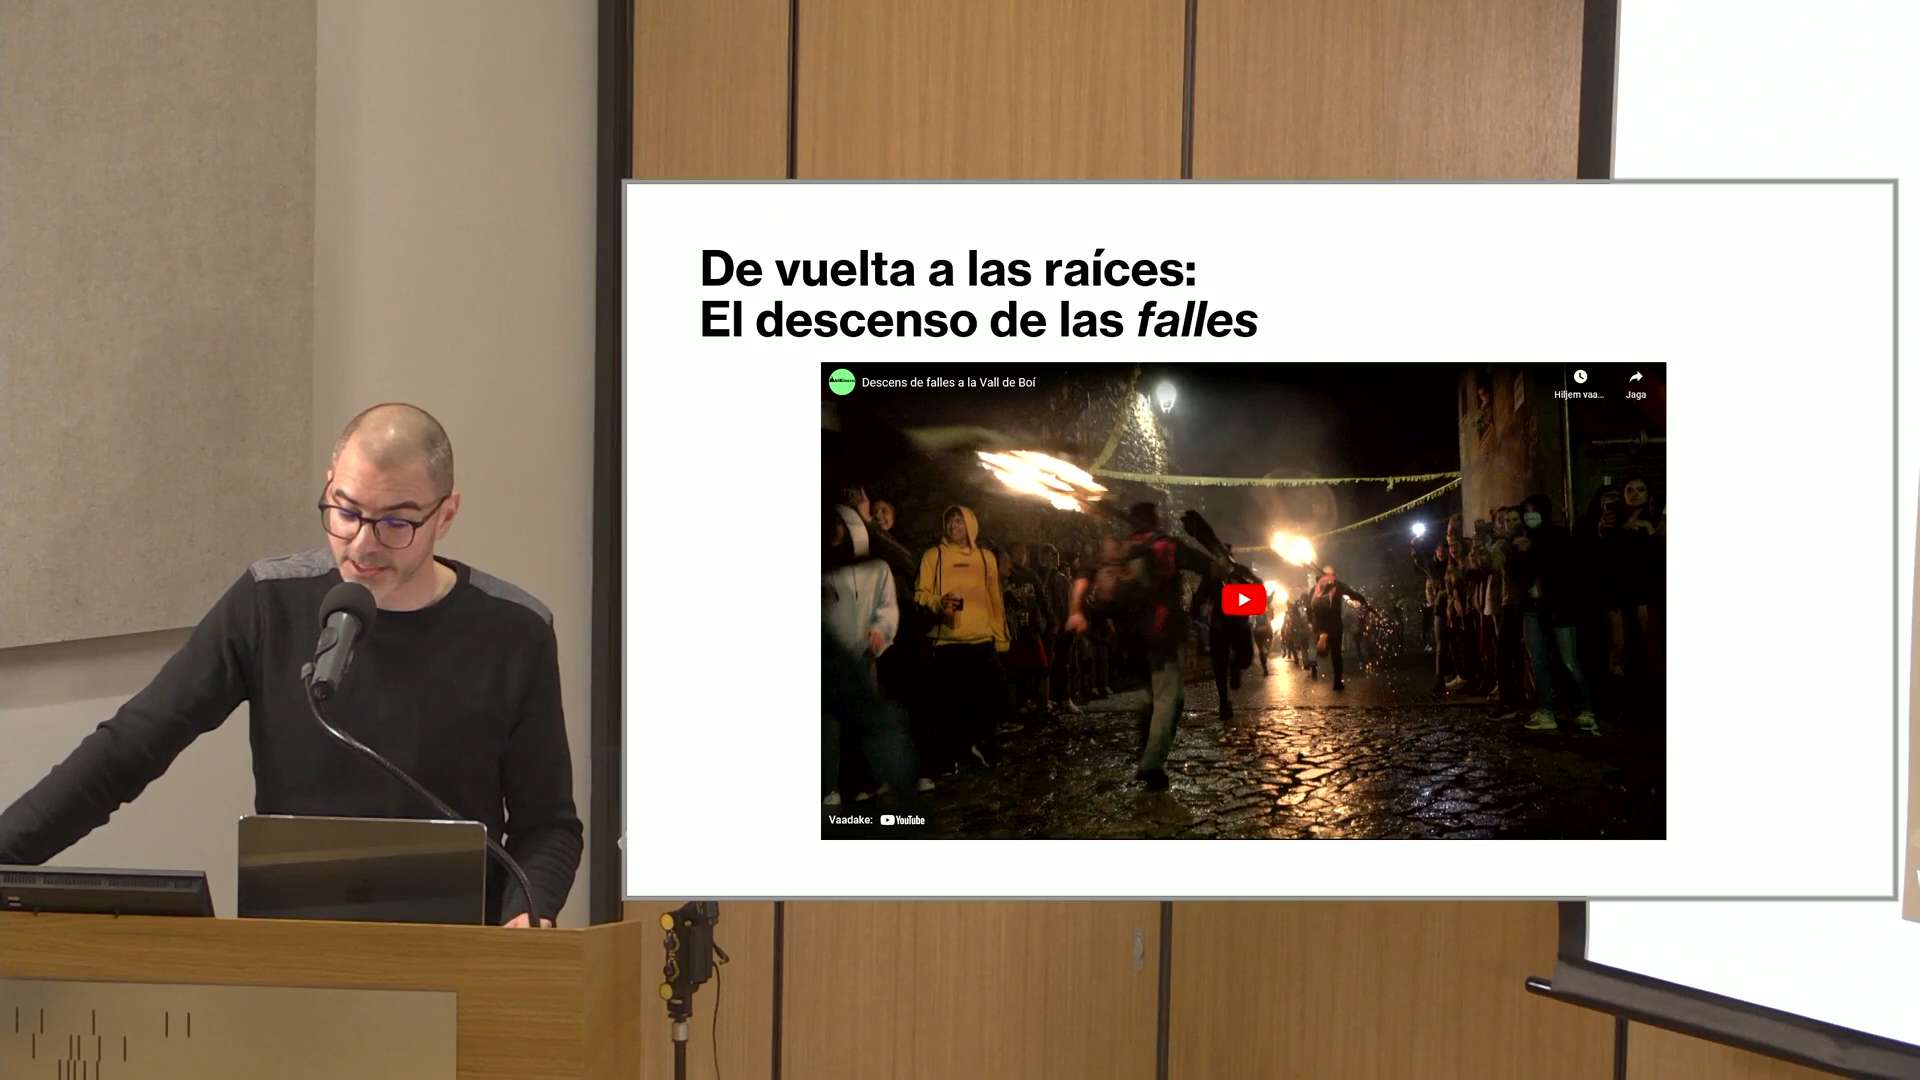 De vuelta a las raíces:
El descenso de las falles
Descens de falles a la Vall de Boí
Hiljem vaa...
Jaga
Vaadake: YouTube